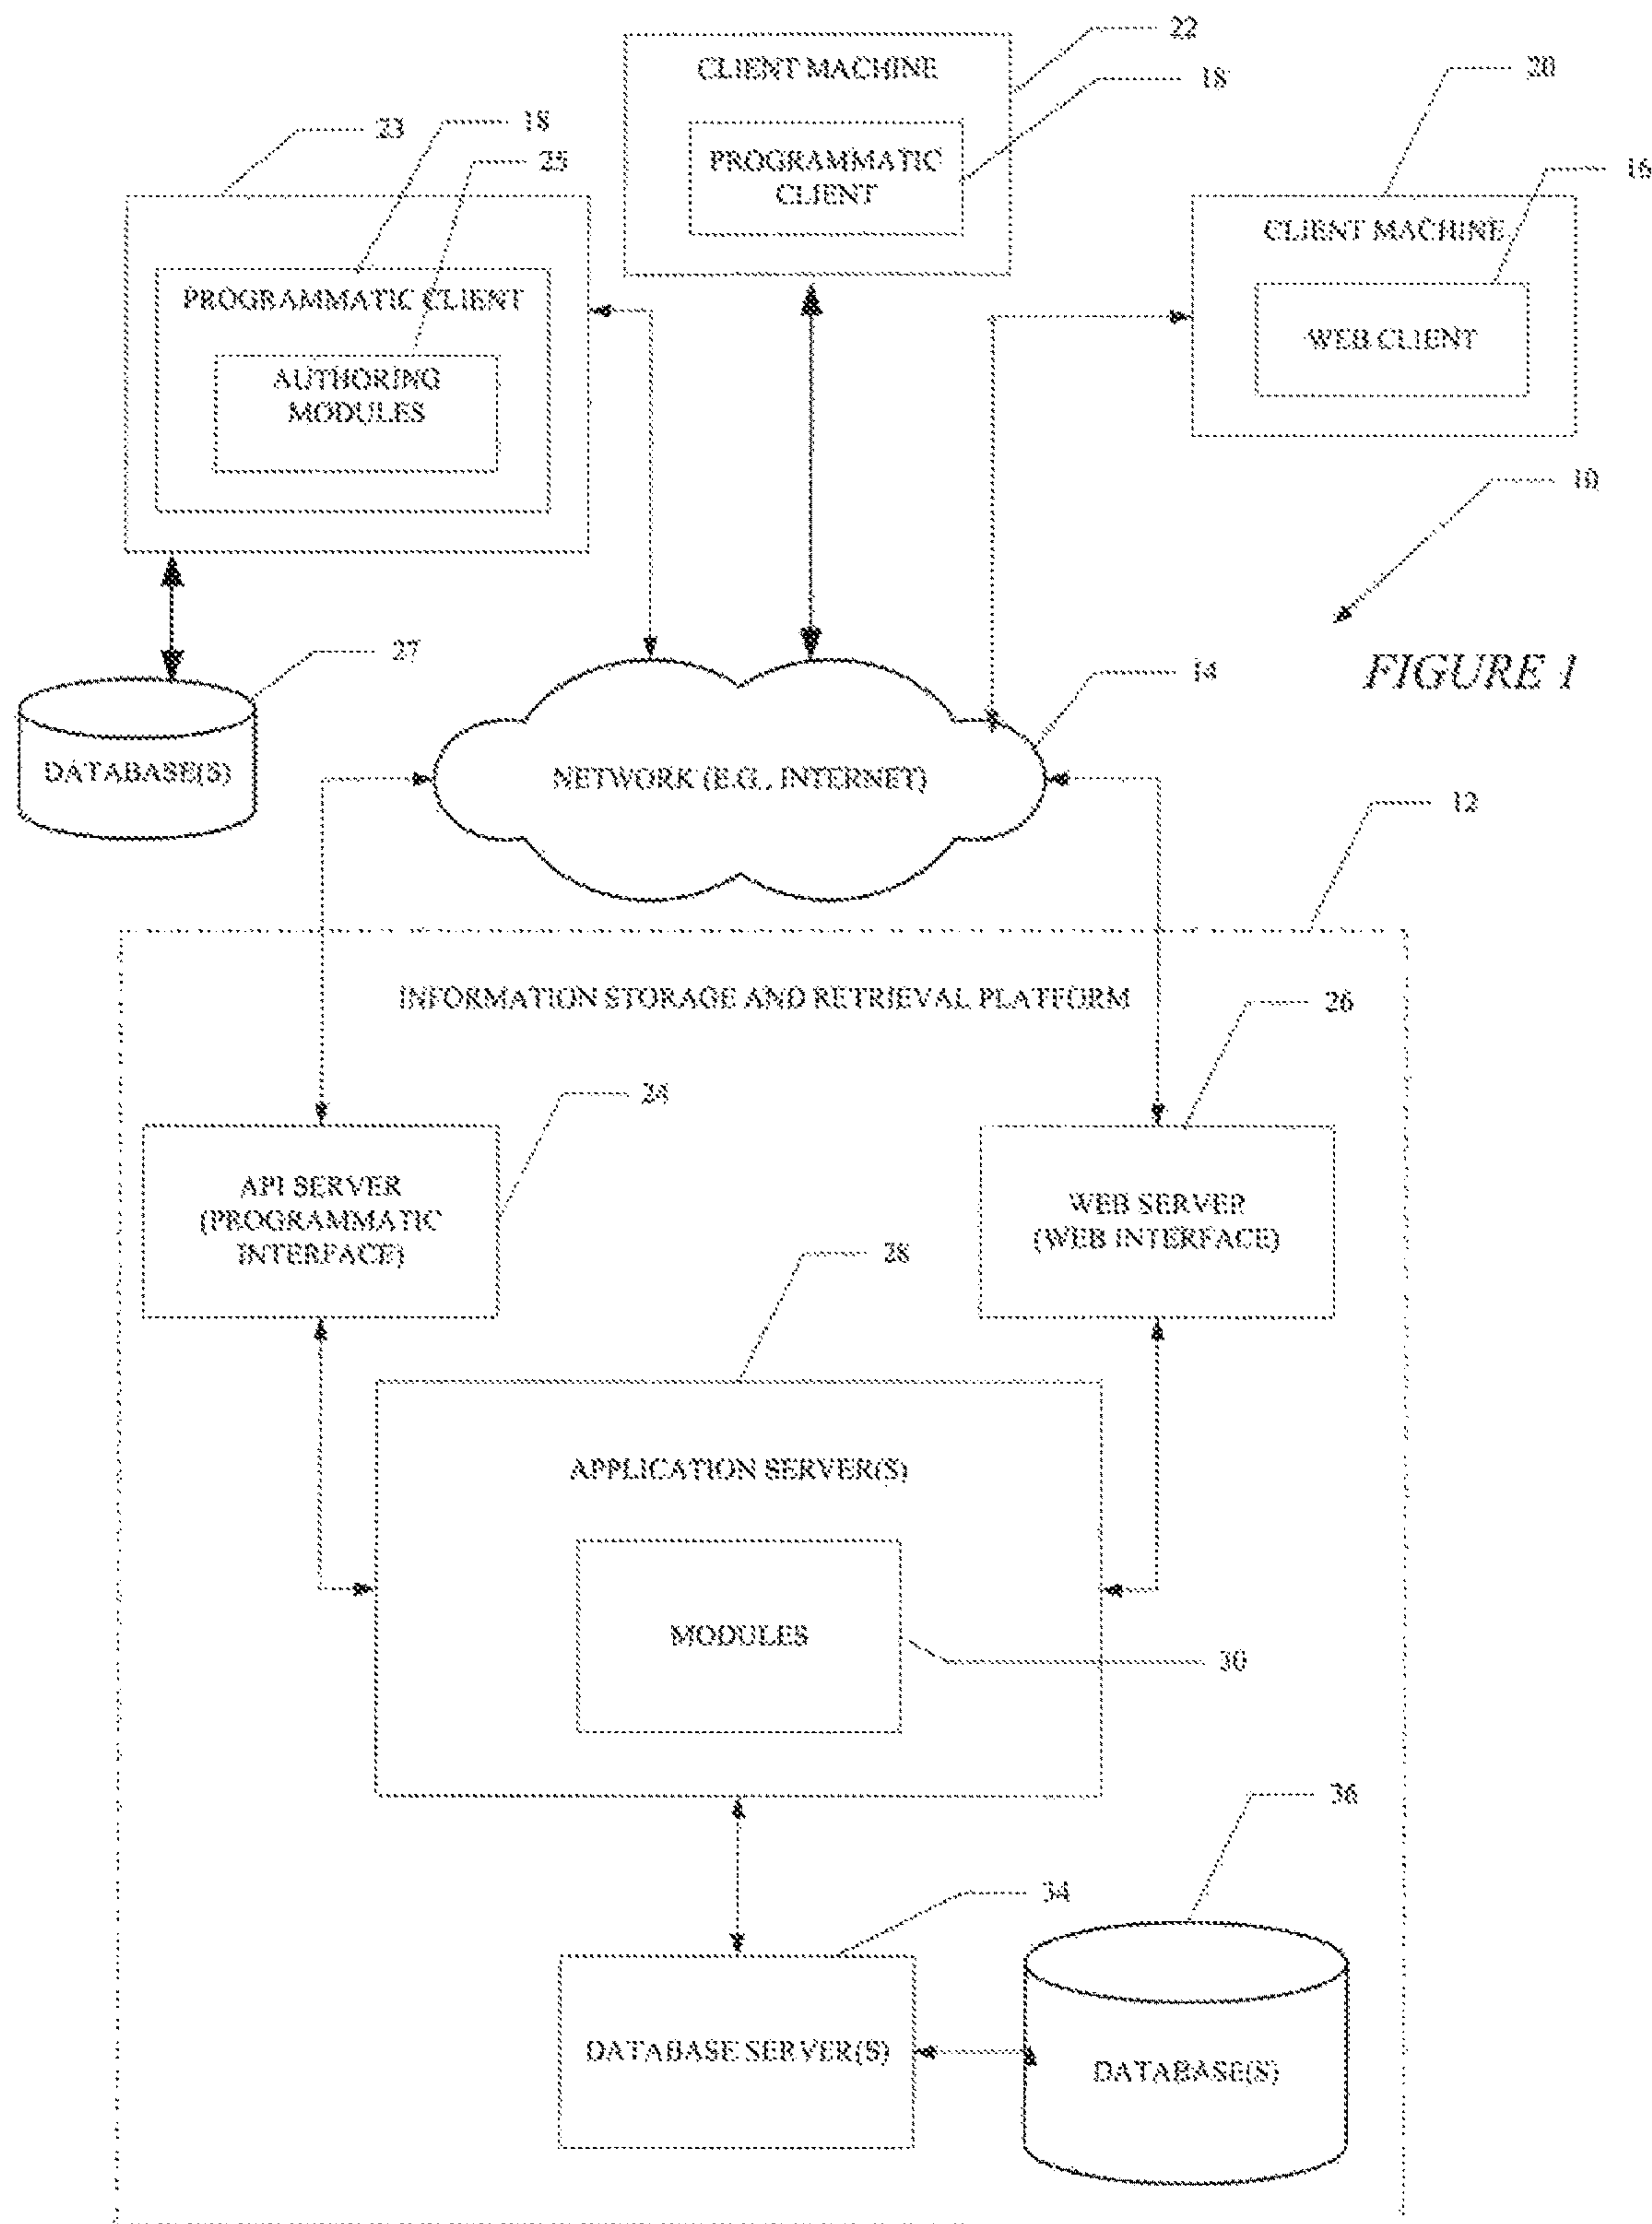 22
CLIENT MACHINE
18
20
23
18
PROGRAMMATIC
CLIENT
25
16
CLIENT MACHINE
PROGRAMMATIC CLIENT
WEB CLIENT
AUTHORING
MODULES
10
27
FIGURE 1
14
DATABASE(S)
NETWORK (E.G., INTERNET)
12
INFORMATION STORAGE AND RETRIEVAL PLATFORM
26
24
API SERVER
(PROGRAMMATIC
INTERFACE)
WEB SERVER
(WEB INTERFACE)
28
APPLICATION SERVER(S)
MODULES
30
36
34
DATABASE SERVER(S)
DATABASE(S)